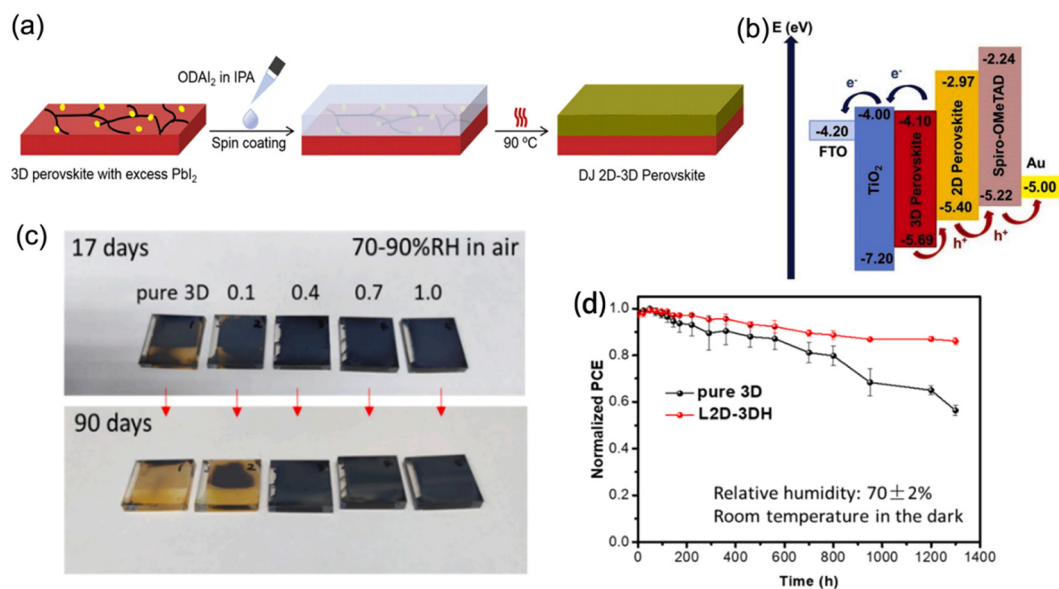 (a)
ODAI₂ in IPA
Spin coating
90 ºC
3D perovskite with excess PbI₂
DJ 2D-3D Perovskite
(b)
E (eV)
e⁻
e⁻
-4.20
FTO
-4.00
TiO₂
-7.20
-4.10
3D Perovskite
-5.69
-2.97
2D Perovskite
-5.40
-2.24
Spiro-OMeTAD
-5.22
Au
-5.00
h⁺
h⁺
(c)
17 days
70-90%RH in air
pure 3D 0.1 0.4 0.7 1.0
90 days
(d)
Normalized PCE
1.0
0.8
0.6
0.4
0.2
0.0
pure 3D
L2D-3DH
Relative humidity: 70±2%
Room temperature in the dark
0 200 400 600 800 1000 1200 1400
Time (h)